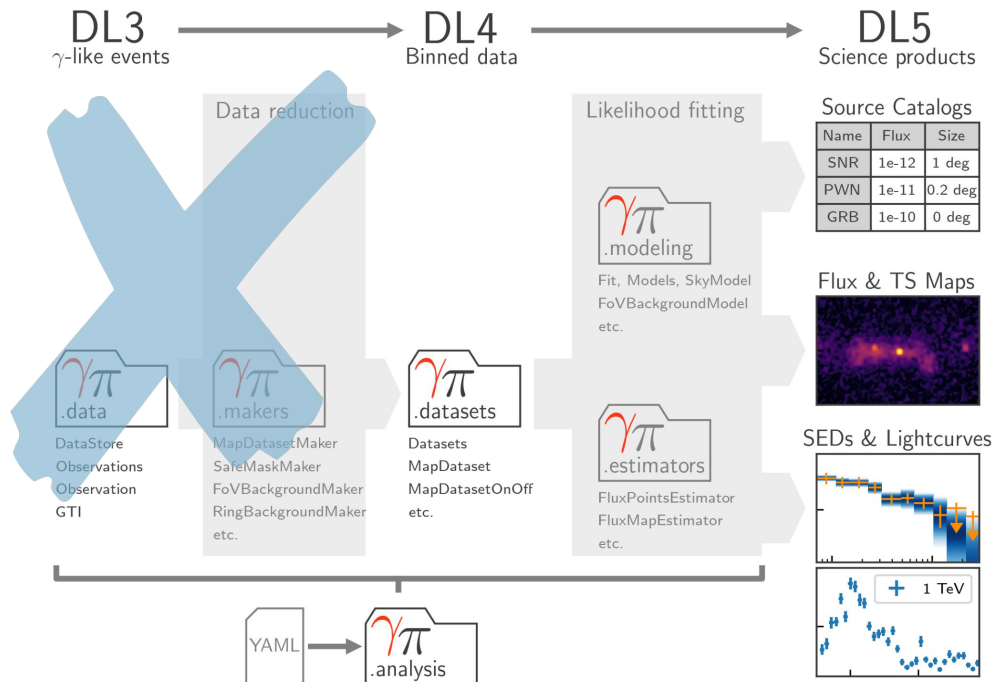 DL3
DL4
DL5
γ-like events
Binned data
Science products
Data reduction
Likelihood fitting
Source Catalogs
Name Flux Size
SNR 1e-12 1 deg
PWN 1e-11 0.2 deg
GRB 1e-10 0 deg
γπ
.modeling
Fit, Models, SkyModel
FoVBackgroundModel
etc.
Flux & TS Maps
γπ
.data
DataStore
Observations
Observation
GTI
γπ
.makers
MapDatasetMaker
SafeMaskMaker
FoVBackgroundMaker
RingBackgroundMaker
etc.
γπ
.datasets
Datasets
MapDataset
MapDatasetOnOff
etc.
γπ
.estimators
FluxPointsEstimator
FluxMapEstimator
etc.
SEDs & Lightcurves
1 TeV
YAML
γπ
.analysis